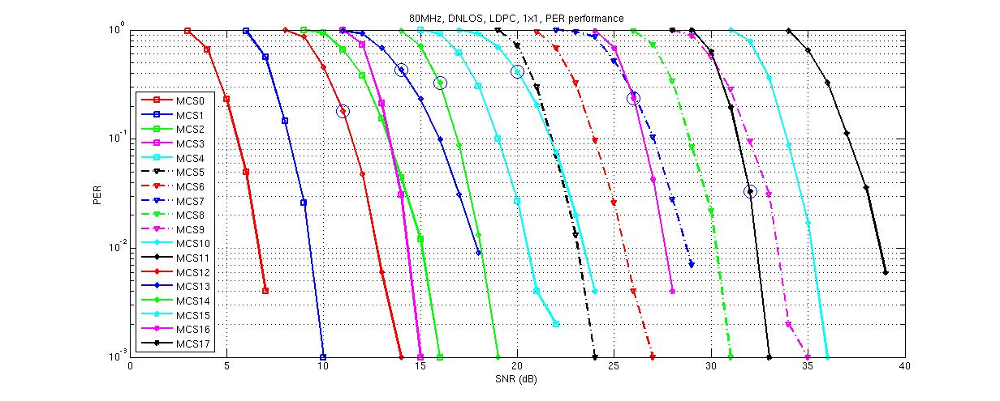 80MHz, DNLOS, LDPC, 1x1, PER performance
10^0
10^-1
10^-2
10^-3
PER
MCS0
MCS1
MCS2
MCS3
MCS4
MCS5
MCS6
MCS7
MCS8
MCS9
MCS10
MCS11
MCS12
MCS13
MCS14
MCS15
MCS16
MCS17
0 5 10 15 20 25 30 35 40
SNR (dB)